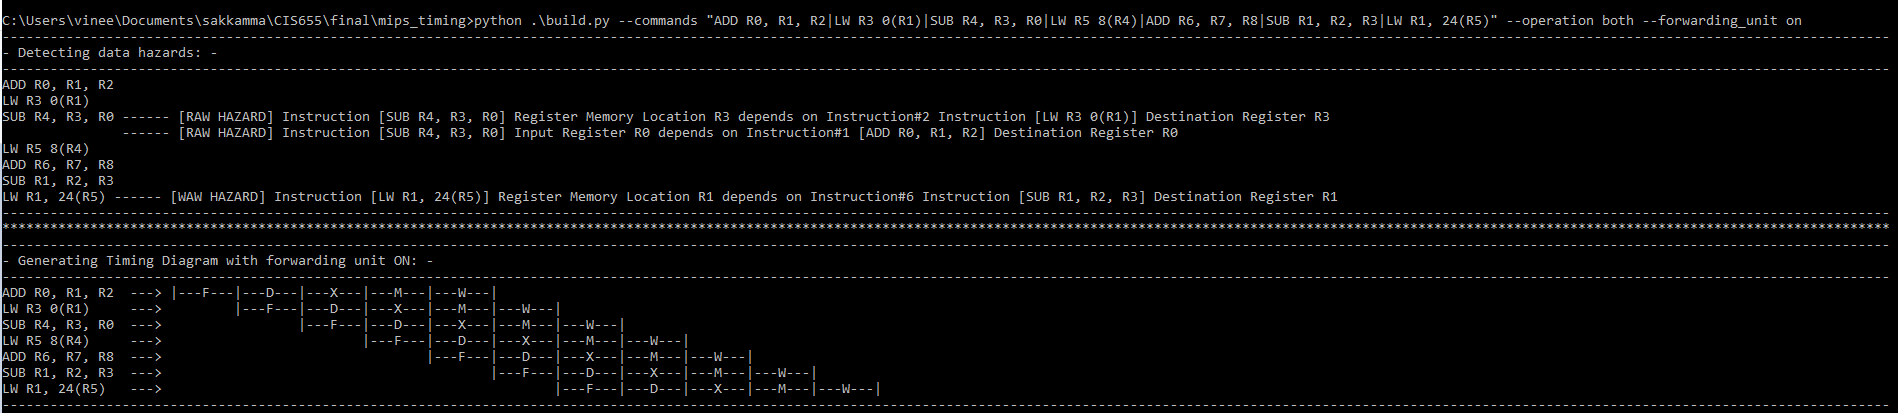 C:\Users\vinee\Documents\sakkamma\CIS655\final\mips_timing>python .\build.py --commands "ADD R0, R1, R2|LW R3 0(R1)|SUB R4, R3, R0|LW R5 8(R4)|ADD R6, R7, R8|SUB R1, R2, R3|LW R1, 24(R5)" --operation both --forwarding_unit on
- Detecting data hazards: -
ADD R0, R1, R2
LW R3 0(R1)
SUB R4, R3, R0 ------ [RAW HAZARD] Instruction [SUB R4, R3, R0] Register Memory Location R3 depends on Instruction#2 Instruction [LW R3 0(R1)] Destination Register R3
------ [RAW HAZARD] Instruction [SUB R4, R3, R0] Input Register R0 depends on Instruction#1 [ADD R0, R1, R2] Destination Register R0
LW R5 8(R4)
ADD R6, R7, R8
SUB R1, R2, R3
LW R1, 24(R5) ------ [WAW HAZARD] Instruction [LW R1, 24(R5)] Register Memory Location R1 depends on Instruction#6 Instruction [SUB R1, R2, R3] Destination Register R1
- Generating Timing Diagram with forwarding unit ON: -
ADD R0, R1, R2  ---> |---F---|---D---|---X---|---M---|---W---|
LW R3 0(R1)     --->         |---F---|---D---|---X---|---M---|---W---|
SUB R4, R3, R0  --->                 |---F---|---D---|---X---|---M---|---W---|
LW R5 8(R4)     --->                         |---F---|---D---|---X---|---M---|---W---|
ADD R6, R7, R8  --->                                 |---F---|---D---|---X---|---M---|---W---|
SUB R1, R2, R3  --->                                         |---F---|---D---|---X---|---M---|---W---|
LW R1, 24(R5)   --->                                                 |---F---|---D---|---X---|---M---|---W---|